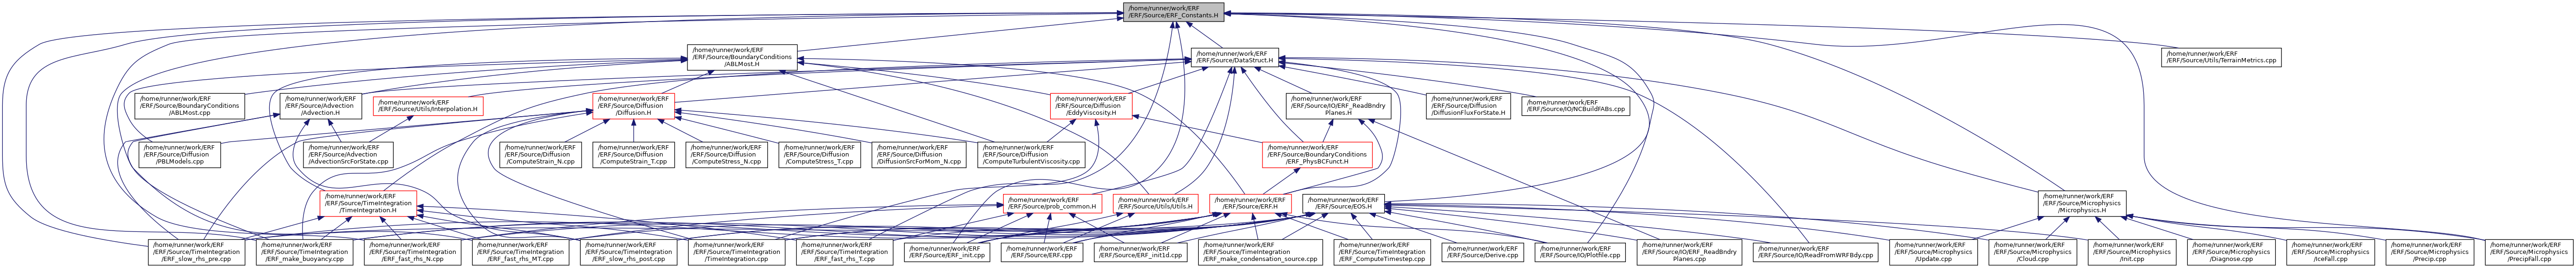 /home/runner/work/ERF
/ERF/Source/ERF_Constants.H
/home/runner/work/ERF
/ERF/Source/BoundaryConditions
/ABLMost.H
/home/runner/work/ERF
/ERF/Source/DataStruct.H
/home/runner/work/ERF
/ERF/Source/Utils/TerrainMetrics.cpp
/home/runner/work/ERF
/ERF/Source/BoundaryConditions
/ABLMost.cpp
/home/runner/work/ERF
/ERF/Source/Advection
/Advection.H
/home/runner/work/ERF
/ERF/Source/Utils/Interpolation.H
/home/runner/work/ERF
/ERF/Source/Diffusion
/Diffusion.H
/home/runner/work/ERF
/ERF/Source/Diffusion
/EddyViscosity.H
/home/runner/work/ERF
/ERF/Source/IO/ERF_ReadBndry
Planes.H
/home/runner/work/ERF
/ERF/Source/Diffusion
/DiffusionFluxForState.H
/home/runner/work/ERF
/ERF/Source/IO/NCBuildFABs.cpp
/home/runner/work/ERF
/ERF/Source/Diffusion
/PBLModels.cpp
/home/runner/work/ERF
/ERF/Source/Advection
/AdvectionSrcForState.cpp
/home/runner/work/ERF
/ERF/Source/Diffusion
/ComputeStrain_N.cpp
/home/runner/work/ERF
/ERF/Source/Diffusion
/ComputeStrain_T.cpp
/home/runner/work/ERF
/ERF/Source/Diffusion
/ComputeStress_N.cpp
/home/runner/work/ERF
/ERF/Source/Diffusion
/ComputeStress_T.cpp
/home/runner/work/ERF
/ERF/Source/Diffusion
/DiffusionSrcForMom_N.cpp
/home/runner/work/ERF
/ERF/Source/Diffusion
/ComputeTurbulentViscosity.cpp
/home/runner/work/ERF
/ERF/Source/BoundaryConditions
/ERF_PhysBCFunct.H
/home/runner/work/ERF
/ERF/Source/TimeIntegration
/TimeIntegration.H
/home/runner/work/ERF
/ERF/Source/prob_common.H
/home/runner/work/ERF
/ERF/Source/Utils/Utils.H
/home/runner/work/ERF
/ERF/Source/ERF.H
/home/runner/work/ERF
/ERF/Source/EOS.H
/home/runner/work/ERF
/ERF/Source/Microphysics
/Microphysics.H
/home/runner/work/ERF
/ERF/Source/TimeIntegration
/ERF_slow_rhs_pre.cpp
/home/runner/work/ERF
/ERF/Source/TimeIntegration
/ERF_make_buoyancy.cpp
/home/runner/work/ERF
/ERF/Source/TimeIntegration
/ERF_fast_rhs_N.cpp
/home/runner/work/ERF
/ERF/Source/TimeIntegration
/ERF_fast_rhs_MT.cpp
/home/runner/work/ERF
/ERF/Source/TimeIntegration
/ERF_slow_rhs_post.cpp
/home/runner/work/ERF
/ERF/Source/TimeIntegration
/TimeIntegration.cpp
/home/runner/work/ERF
/ERF/Source/TimeIntegration
/ERF_fast_rhs_T.cpp
/home/runner/work/ERF
/ERF/Source/ERF_init.cpp
/home/runner/work/ERF
/ERF/Source/ERF.cpp
/home/runner/work/ERF
/ERF/Source/ERF_init1d.cpp
/home/runner/work/ERF
/ERF/Source/TimeIntegration
/ERF_make_condensation_source.cpp
/home/runner/work/ERF
/ERF/Source/TimeIntegration
/ERF_ComputeTimestep.cpp
/home/runner/work/ERF
/ERF/Source/Derive.cpp
/home/runner/work/ERF
/ERF/Source/IO/Plotfile.cpp
/home/runner/work/ERF
/ERF/Source/IO/ERF_ReadBndry
Planes.cpp
/home/runner/work/ERF
/ERF/Source/IO/ReadFromWRFBdy.cpp
/home/runner/work/ERF
/ERF/Source/Microphysics
/Update.cpp
/home/runner/work/ERF
/ERF/Source/Microphysics
/Cloud.cpp
/home/runner/work/ERF
/ERF/Source/Microphysics
/Init.cpp
/home/runner/work/ERF
/ERF/Source/Microphysics
/Diagnose.cpp
/home/runner/work/ERF
/ERF/Source/Microphysics
/IceFall.cpp
/home/runner/work/ERF
/ERF/Source/Microphysics
/Precip.cpp
/home/runner/work/ERF
/ERF/Source/Microphysics
/PrecipFall.cpp